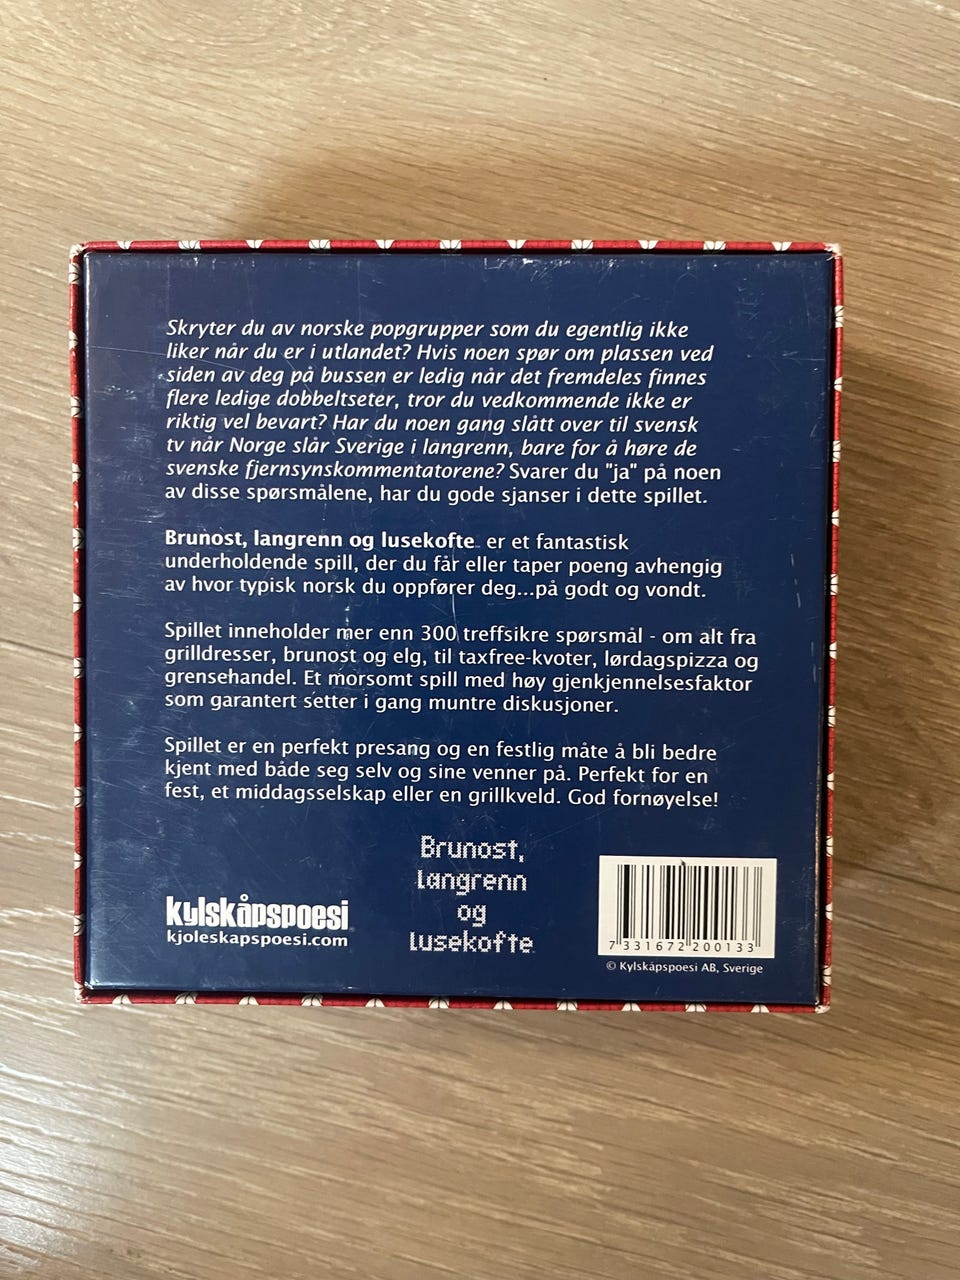 Skryter du av norske popgrupper som du egentlig ikke
liker når du er i utlandet? Hvis noen spør om plassen ved
siden av deg på bussen er ledig når det fremdeles finnes
flere ledige dobbeltseter, tror du vedkommende ikke er
riktig vel bevart? Har du noen gang slått over til svensk
tv når Norge slår Sverige i langrenn, bare for å høre de
svenske fjernsynskommentatorene? Svarer du "ja" på noen
av disse spørsmålene, har du gode sjanser i dette spillet.
Brunost, langrenn og lusekofte er et fantastisk
underholdende spill, der du får eller taper poeng avhengig
av hvor typisk norsk du oppfører deg...på godt og vondt.
Spillet inneholder mer enn 300 treffsikre spørsmål - om alt fra
grilldresser, brunost og elg, til taxfree-kvoter, lørdagspizza og
grensehandel. Et morsomt spill med høy gjenkjennelsesfaktor
som garantert setter i gang muntre diskusjoner.
Spillet er en perfekt presang og en festlig måte å bli bedre
kjent med både seg selv og sine venner på. Perfekt for en
fest, et middagsselskap eller en grillkveld. God fornøyelse!
Brunost,
langrenn
og
lusekofte
kylskåpspoesi
kjoleskapspoesi.com
7 331672 200133
© Kylskåpspoesi AB, Sverige